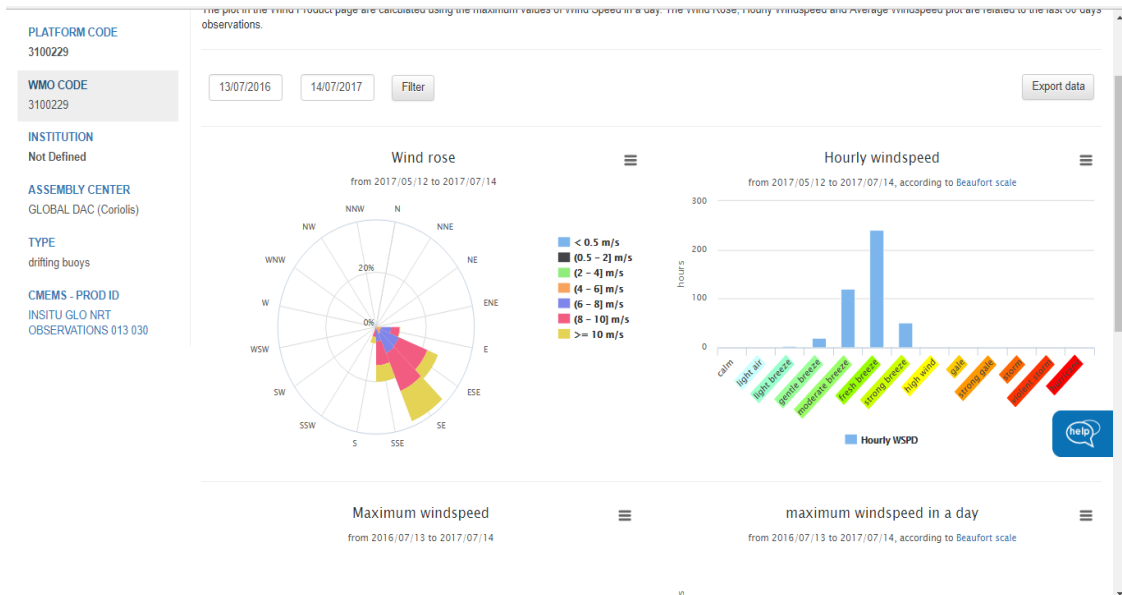 The plot in the Wind Product page are calculated using the maximum values of Wind Speed in a day. The Wind Rose, Hourly Windspeed and Average Windspeed plot are related to the last 60 days
observations.
PLATFORM CODE
3100229
WMO CODE
3100229
INSTITUTION
Not Defined
ASSEMBLY CENTER
GLOBAL DAC (Coriolis)
TYPE
drifting buoys
CMEMS - PROD ID
INSITU GLO NRT
OBSERVATIONS 013 030
13/07/2016
14/07/2017
Filter
Export data
Wind rose
from 2017/05/12 to 2017/07/14
N
NNE
NE
ENE
E
ESE
SE
SSE
S
SSW
SW
WSW
W
WNW
NW
NNW
20%
0%
< 0.5 m/s
(0.5 – 2] m/s
(2 – 4] m/s
(4 – 6] m/s
(6 – 8] m/s
(8 – 10] m/s
>= 10 m/s
Hourly windspeed
from 2017/05/12 to 2017/07/14, according to Beaufort scale
300
200
100
0
hours
calm
light air
light breeze
gentle breeze
moderate breeze
fresh breeze
strong breeze
high wind
gale
strong gale
storm
violent storm
Hourly WSPD
help
Maximum windspeed
from 2016/07/13 to 2017/07/14
maximum windspeed in a day
from 2016/07/13 to 2017/07/14, according to Beaufort scale